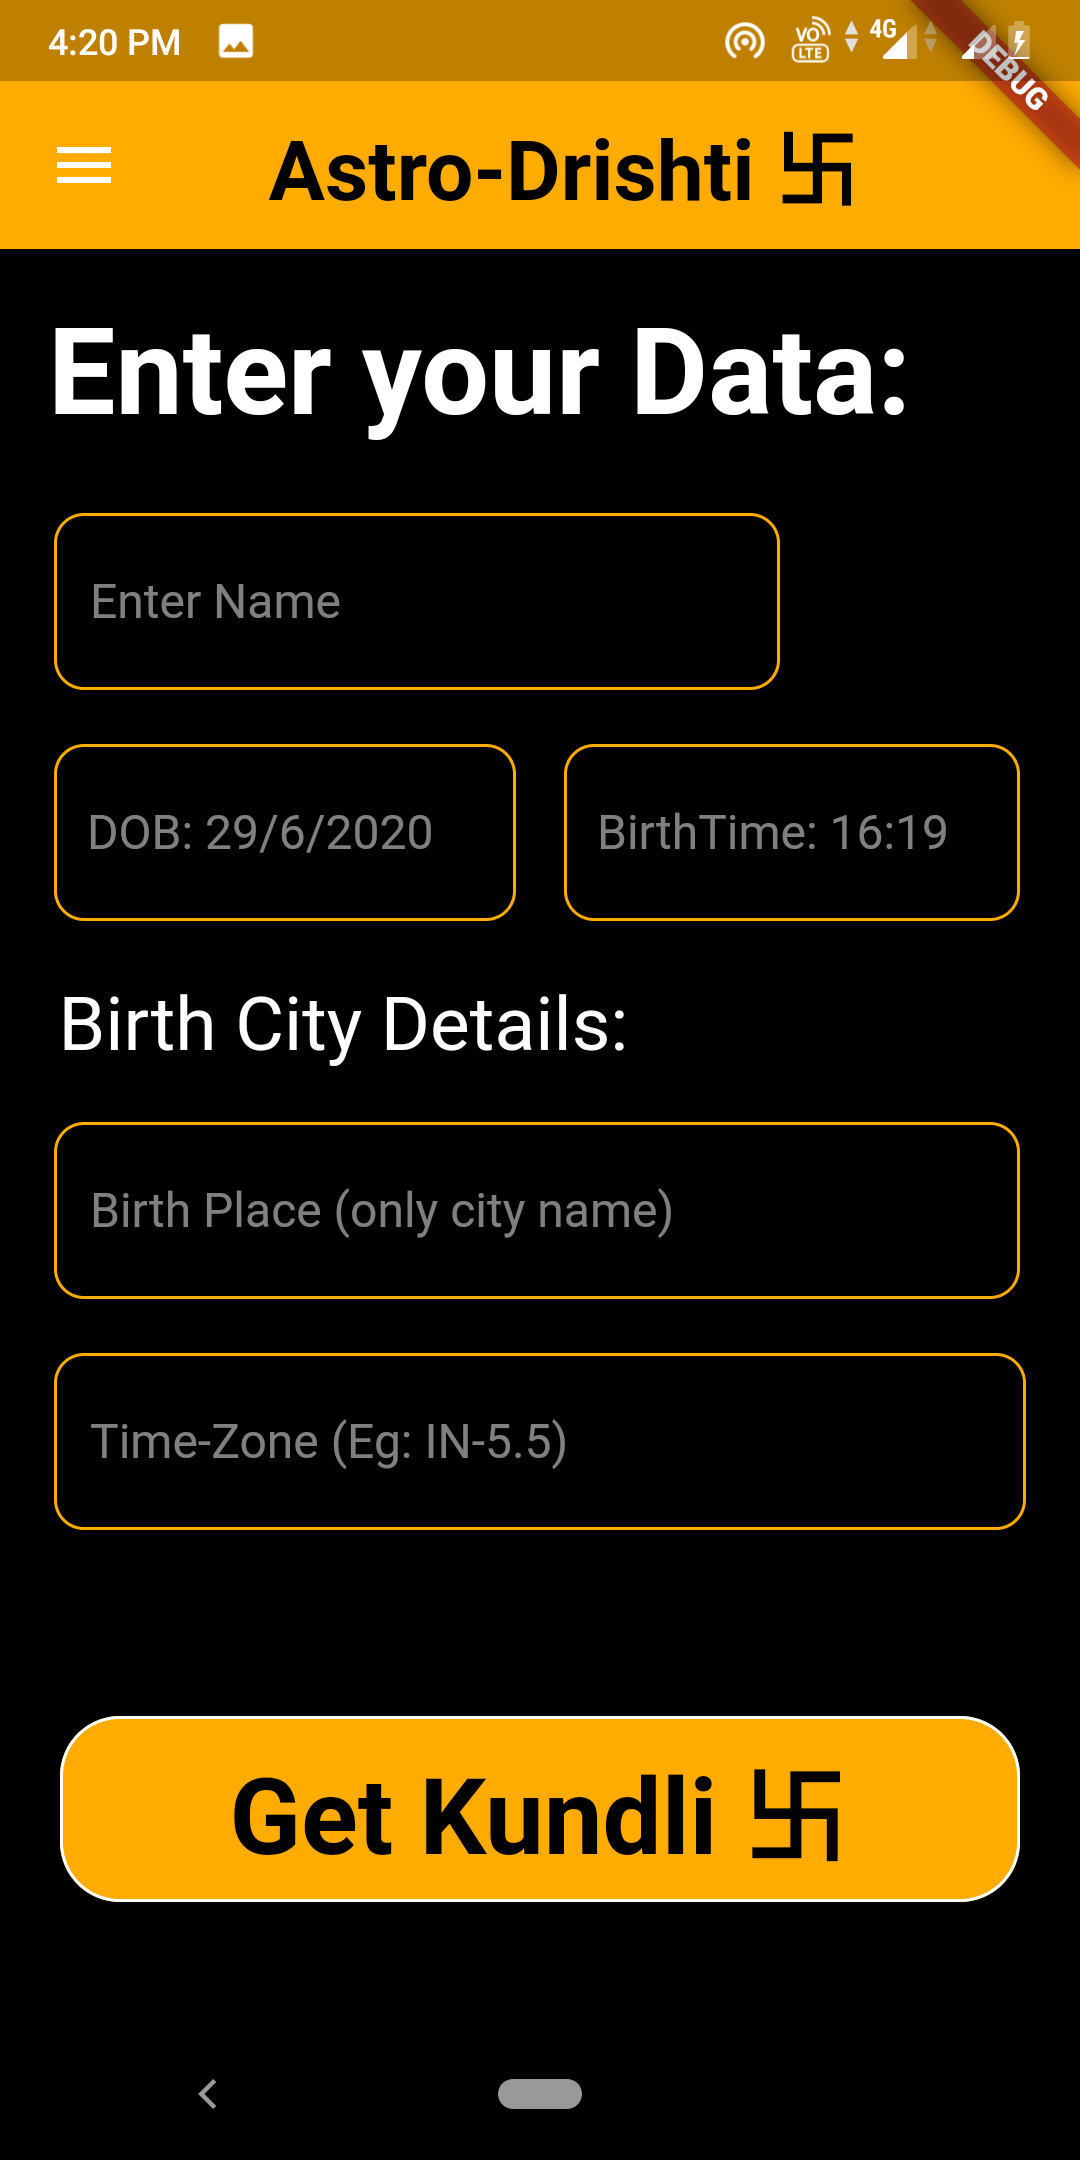 4:20 PM VO LTE 4G
DEBUG
Astro-Drishti 卐
Enter your Data:
Enter Name
DOB: 29/6/2020 BirthTime: 16:19
Birth City Details:
Birth Place (only city name)
Time-Zone (Eg: IN-5.5)
Get Kundli 卐